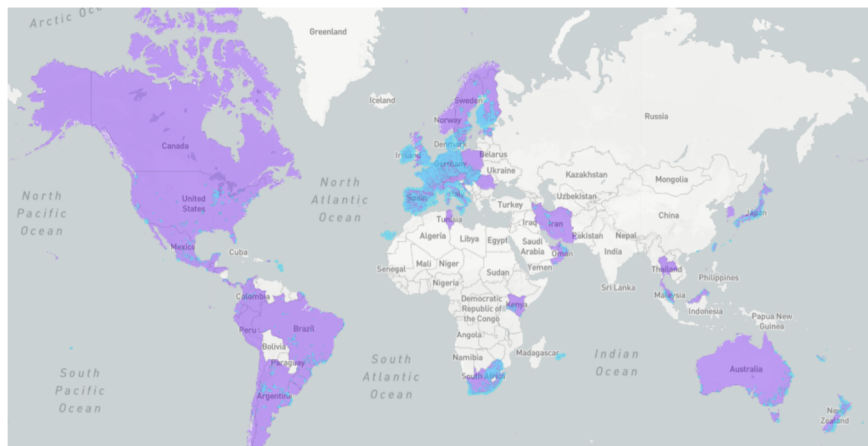 Arctic Oce
Greenland
Iceland
Sweden
Norway
Russia
Canada
Denmark
Ireland
Germany
Belarus
Ukraine
Kazakhstan
Mongolia
North
Pacific
Ocean
United
States
North
Atlantic
Ocean
Spain
Italy
Uzbekistan
Turkey
China
Japan
Tunisia
Iraq
Iran
Mexico
Cuba
Algeria
Libya
Egypt
Saudi
Arabia
Pakistan
Nepal
Oman
India
Mali
Niger
Senegal
Sudan
Yemen
Thailand
Philippines
Nigeria
Sri Lanka
Colombia
Malaysia
Democratic
Republic of
the Congo
Kenya
Indonesia
Papua New
Guinea
Peru
Brazil
Angola
Bolivia
Namibia
Madagascar
Indian
Ocean
South
Pacific
Ocean
Paraguay
South
Atlantic
Ocean
South Africa
Australia
Argentina
New
Zealand